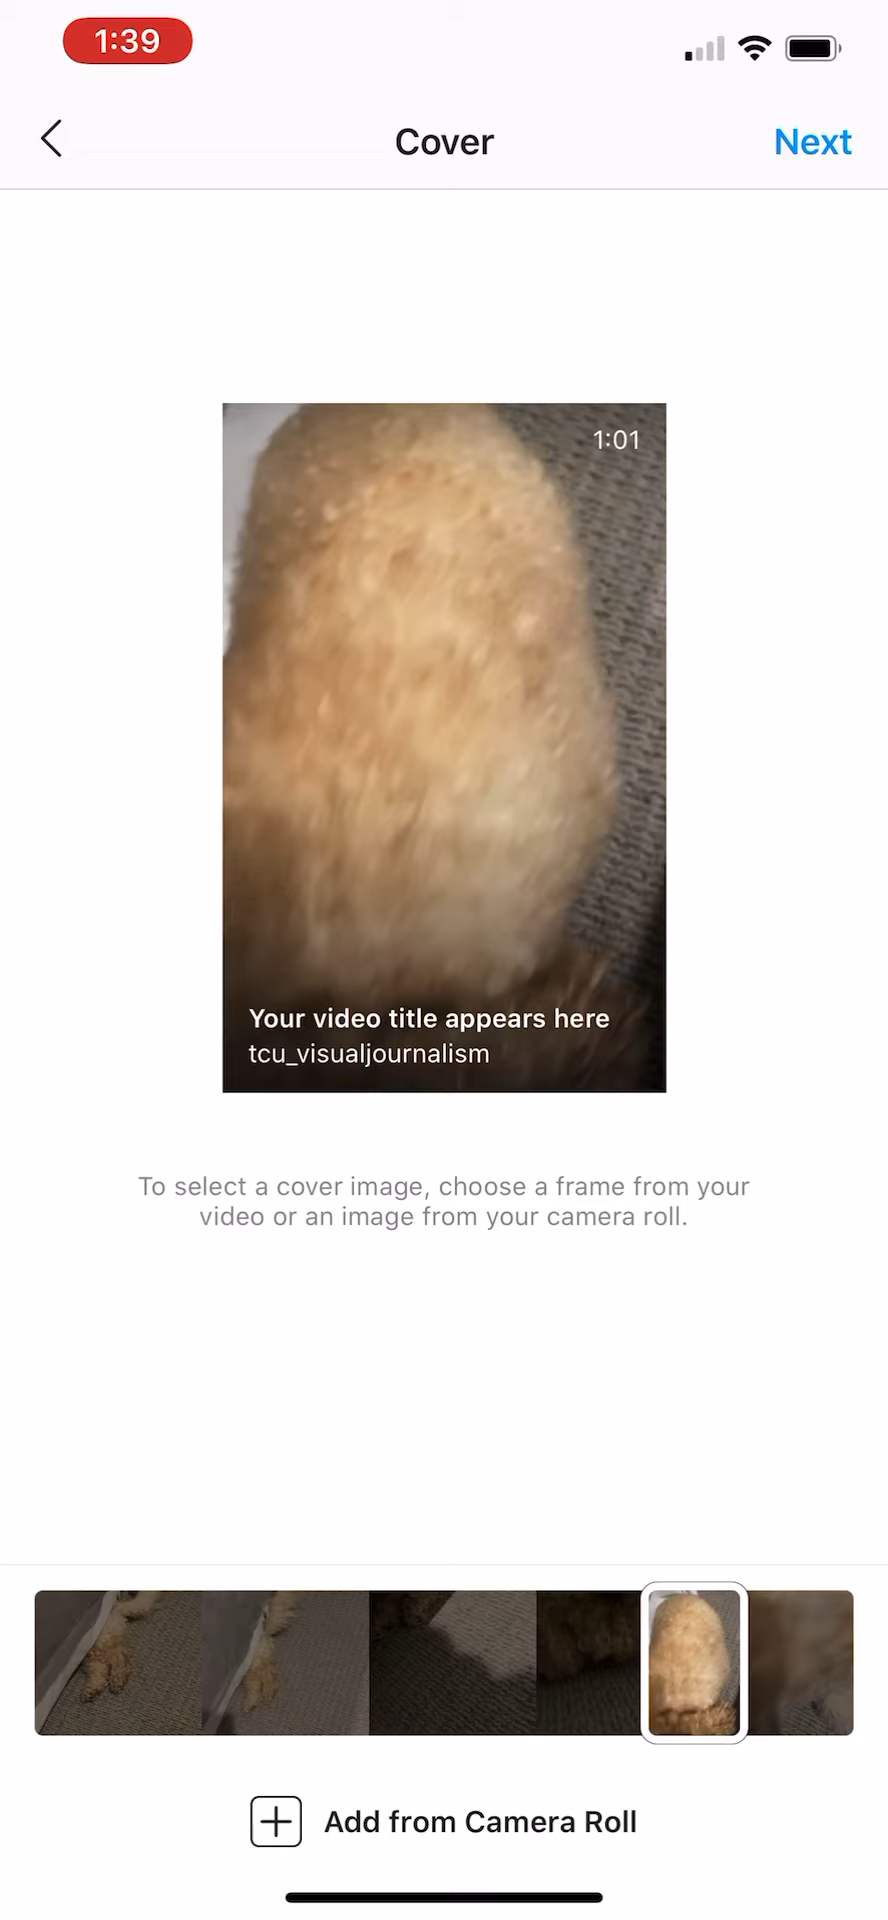 1:39
Cover
Next
1:01
Your video title appears here
tcu_visualjournalism
To select a cover image, choose a frame from your
video or an image from your camera roll.
Add from Camera Roll